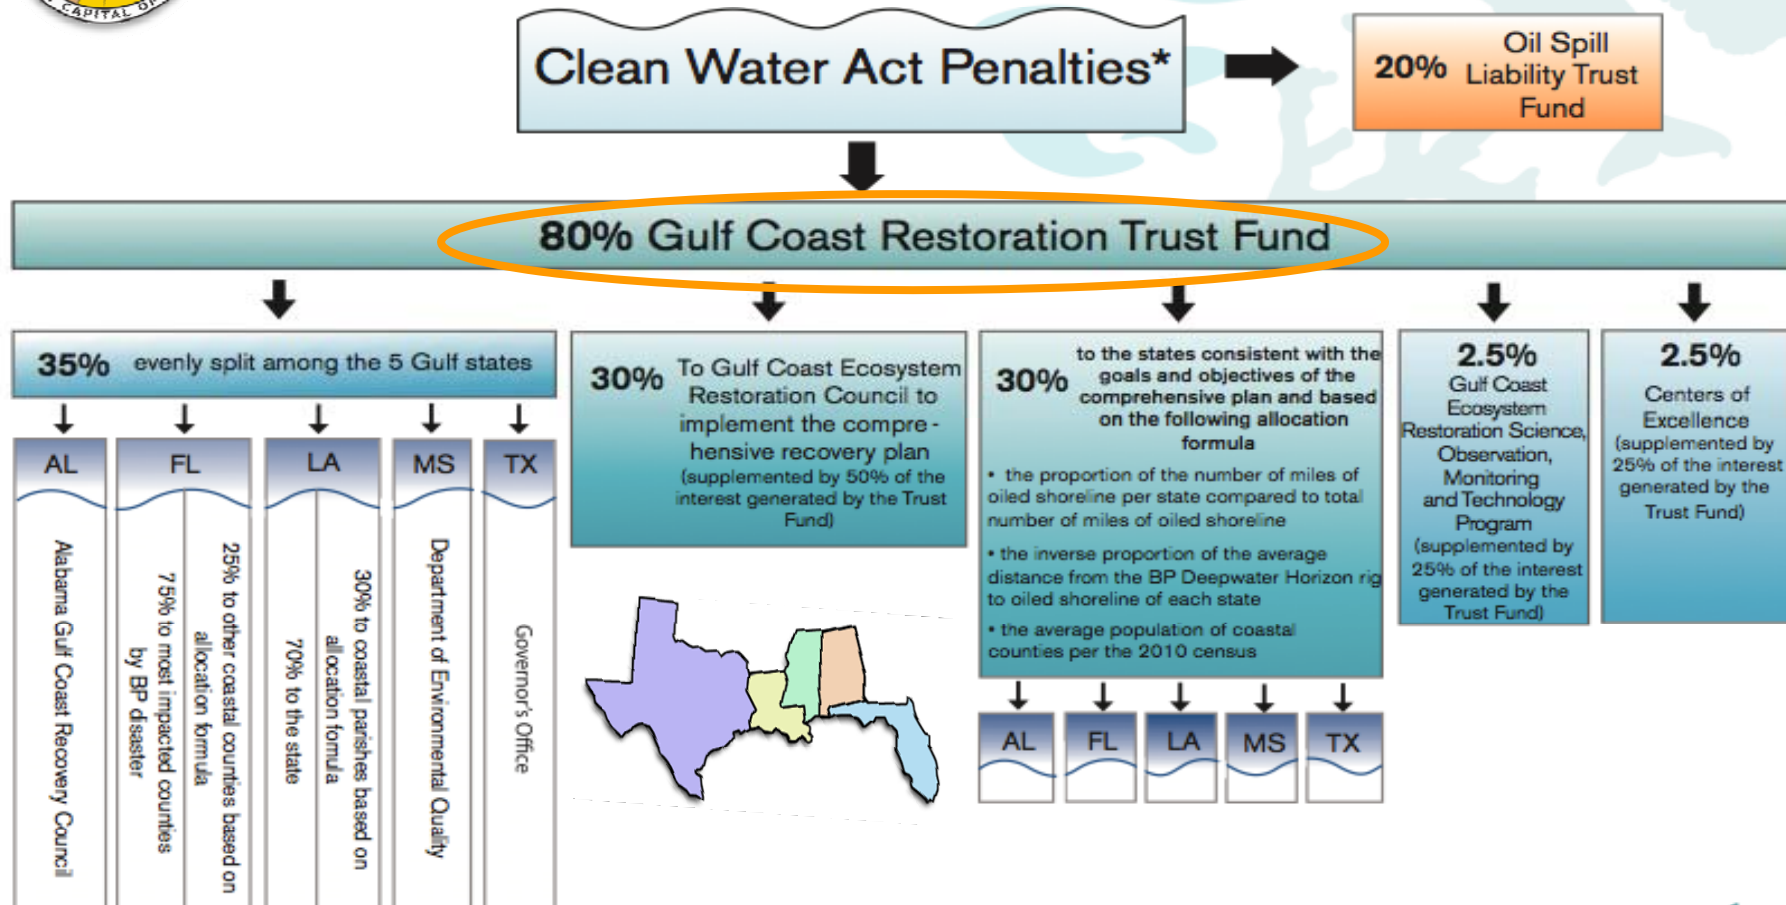 CAPITAL O
Clean Water Act Penalties*
20% Oil Spill
Liability Trust
Fund
80% Gulf Coast Restoration Trust Fund
35% evenly split among the 5 Gulf states
AL
FL
LA
MS
TX
Alabama Gulf Coast Recovery Council
75% to most impacted counties
by BP disaster
25% to other coastal counties based on
allocation formula
70% to the state
30% to coastal parishes based on
allocation formula
Department of Environmental Quality
Governor's Office
30% To Gulf Coast Ecosystem
Restoration Council to
implement the compre -
hensive recovery plan
(supplemented by 50% of the
interest generated by the Trust
Fund)
30% to the states consistent with the
goals and objectives of the
comprehensive plan and based
on the following allocation
formula
• the proportion of the number of miles of
oiled shoreline per state compared to total
number of miles of oiled shoreline
• the inverse proportion of the average
distance from the BP Deepwater Horizon rig
to oiled shoreline of each state
• the average population of coastal
counties per the 2010 census
AL
FL
LA
MS
TX
2.5%
Gulf Coast
Ecosystem
Restoration Science,
Observation,
Monitoring
and Technology
Program
(supplemented by
25% of the interest
generated by the
Trust Fund)
2.5%
Centers of
Excellence
(supplemented by
25% of the interest
generated by the
Trust Fund)